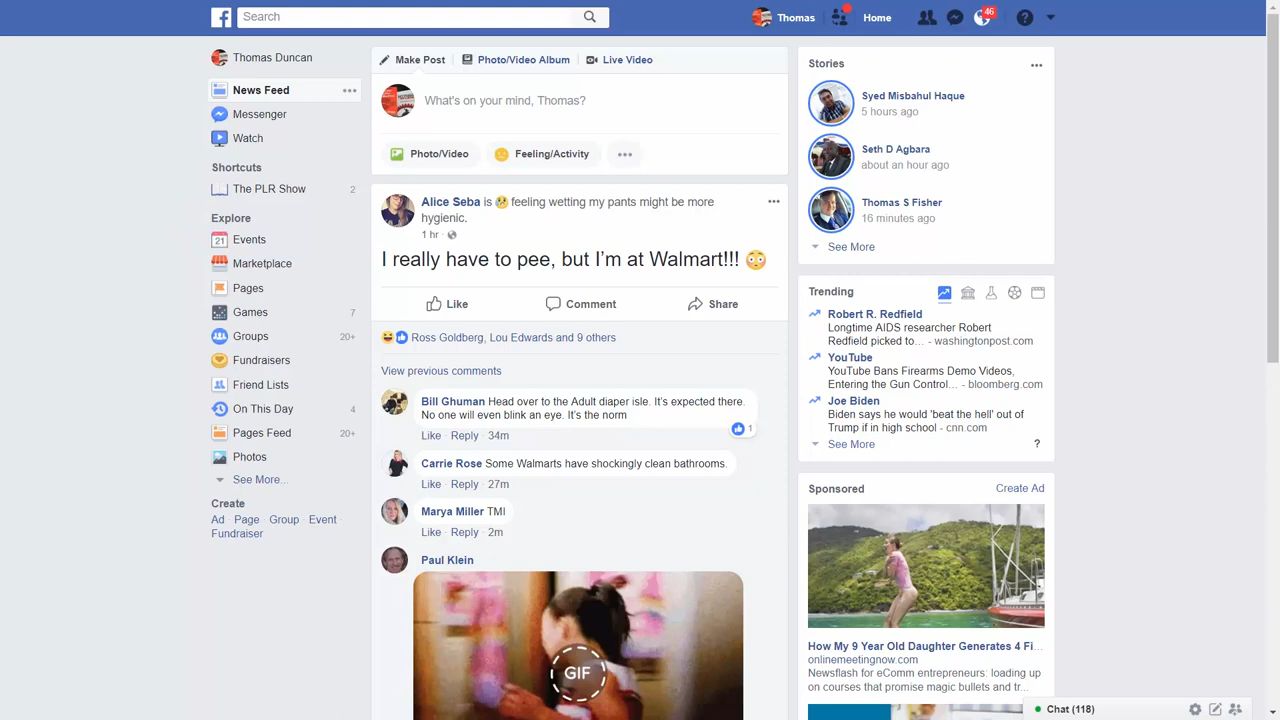 Search
Thomas
Home
46
Thomas Duncan
News Feed
Messenger
Watch
Shortcuts
The PLR Show 2
Explore
21 Events
Marketplace
Pages
Games 7
Groups 20+
Fundraisers
Friend Lists
On This Day 4
Pages Feed 20+
Photos
See More...
Create
Ad · Page · Group · Event ·
Fundraiser
Make Post
Photo/Video Album
Live Video
What's on your mind, Thomas?
Photo/Video
Feeling/Activity
Alice Seba is 😢 feeling wetting my pants might be more
hygienic.
1 hr ·
I really have to pee, but I'm at Walmart!!! 😳
Like
Comment
Share
Ross Goldberg, Lou Edwards and 9 others
View previous comments
Bill Ghuman Head over to the Adult diaper isle. It's expected there.
No one will even blink an eye. It's the norm
1
Like · Reply · 34m
Carrie Rose Some Walmarts have shockingly clean bathrooms.
Like · Reply · 27m
Marya Miller TMI
Like · Reply · 2m
Paul Klein
GIF
Stories
Syed Misbahul Haque
5 hours ago
Seth D Agbara
about an hour ago
Thomas S Fisher
16 minutes ago
See More
Trending
Robert R. Redfield
Longtime AIDS researcher Robert
Redfield picked to… - washingtonpost.com
YouTube
YouTube Bans Firearms Demo Videos,
Entering the Gun Control… - bloomberg.com
Joe Biden
Biden says he would 'beat the hell' out of
Trump if in high school - cnn.com
See More
?
Sponsored
Create Ad
How My 9 Year Old Daughter Generates 4 Fi...
onlinemeetingnow.com
Newsflash for eComm entrepreneurs: loading up
on courses that promise magic bullets and tr...
Chat (118)